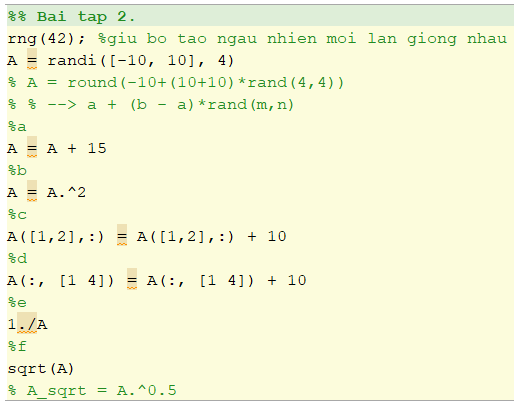 %% Bai tap 2.
rng(42); %giu bo tao ngau nhien moi lan giong nhau
A = randi([-10, 10], 4)
% A = round(-10+(10+10)*rand(4,4))
% % --> a + (b - a)*rand(m,n)
%a
A = A + 15
%b
A = A.^2
%c
A([1,2],:) = A([1,2],:) + 10
%d
A(:, [1 4]) = A(:, [1 4]) + 10
%e
1./A
%f
sqrt(A)
% A_sqrt = A.^0.5